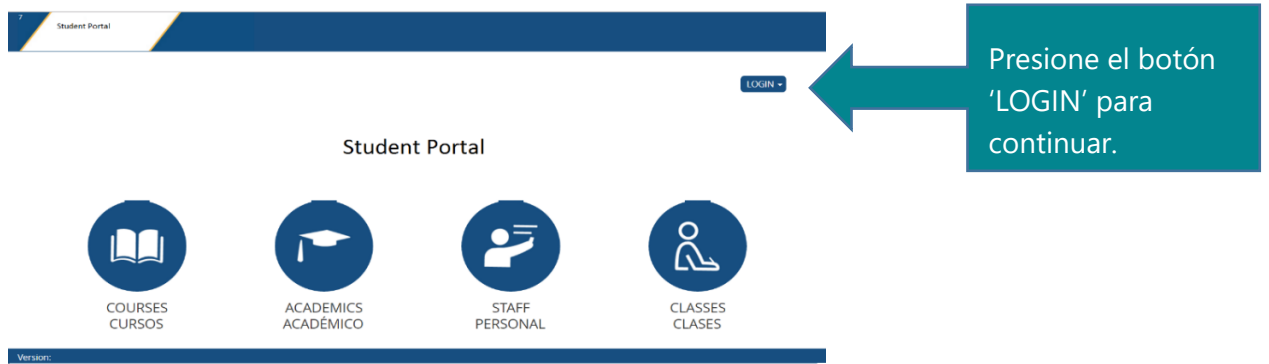 7
Student Portal
LOGIN
Presione el botón
‘LOGIN’ para
continuar.
Student Portal
COURSES
CURSOS
ACADEMICS
ACADÉMICO
STAFF
PERSONAL
CLASSES
CLASES
Version: